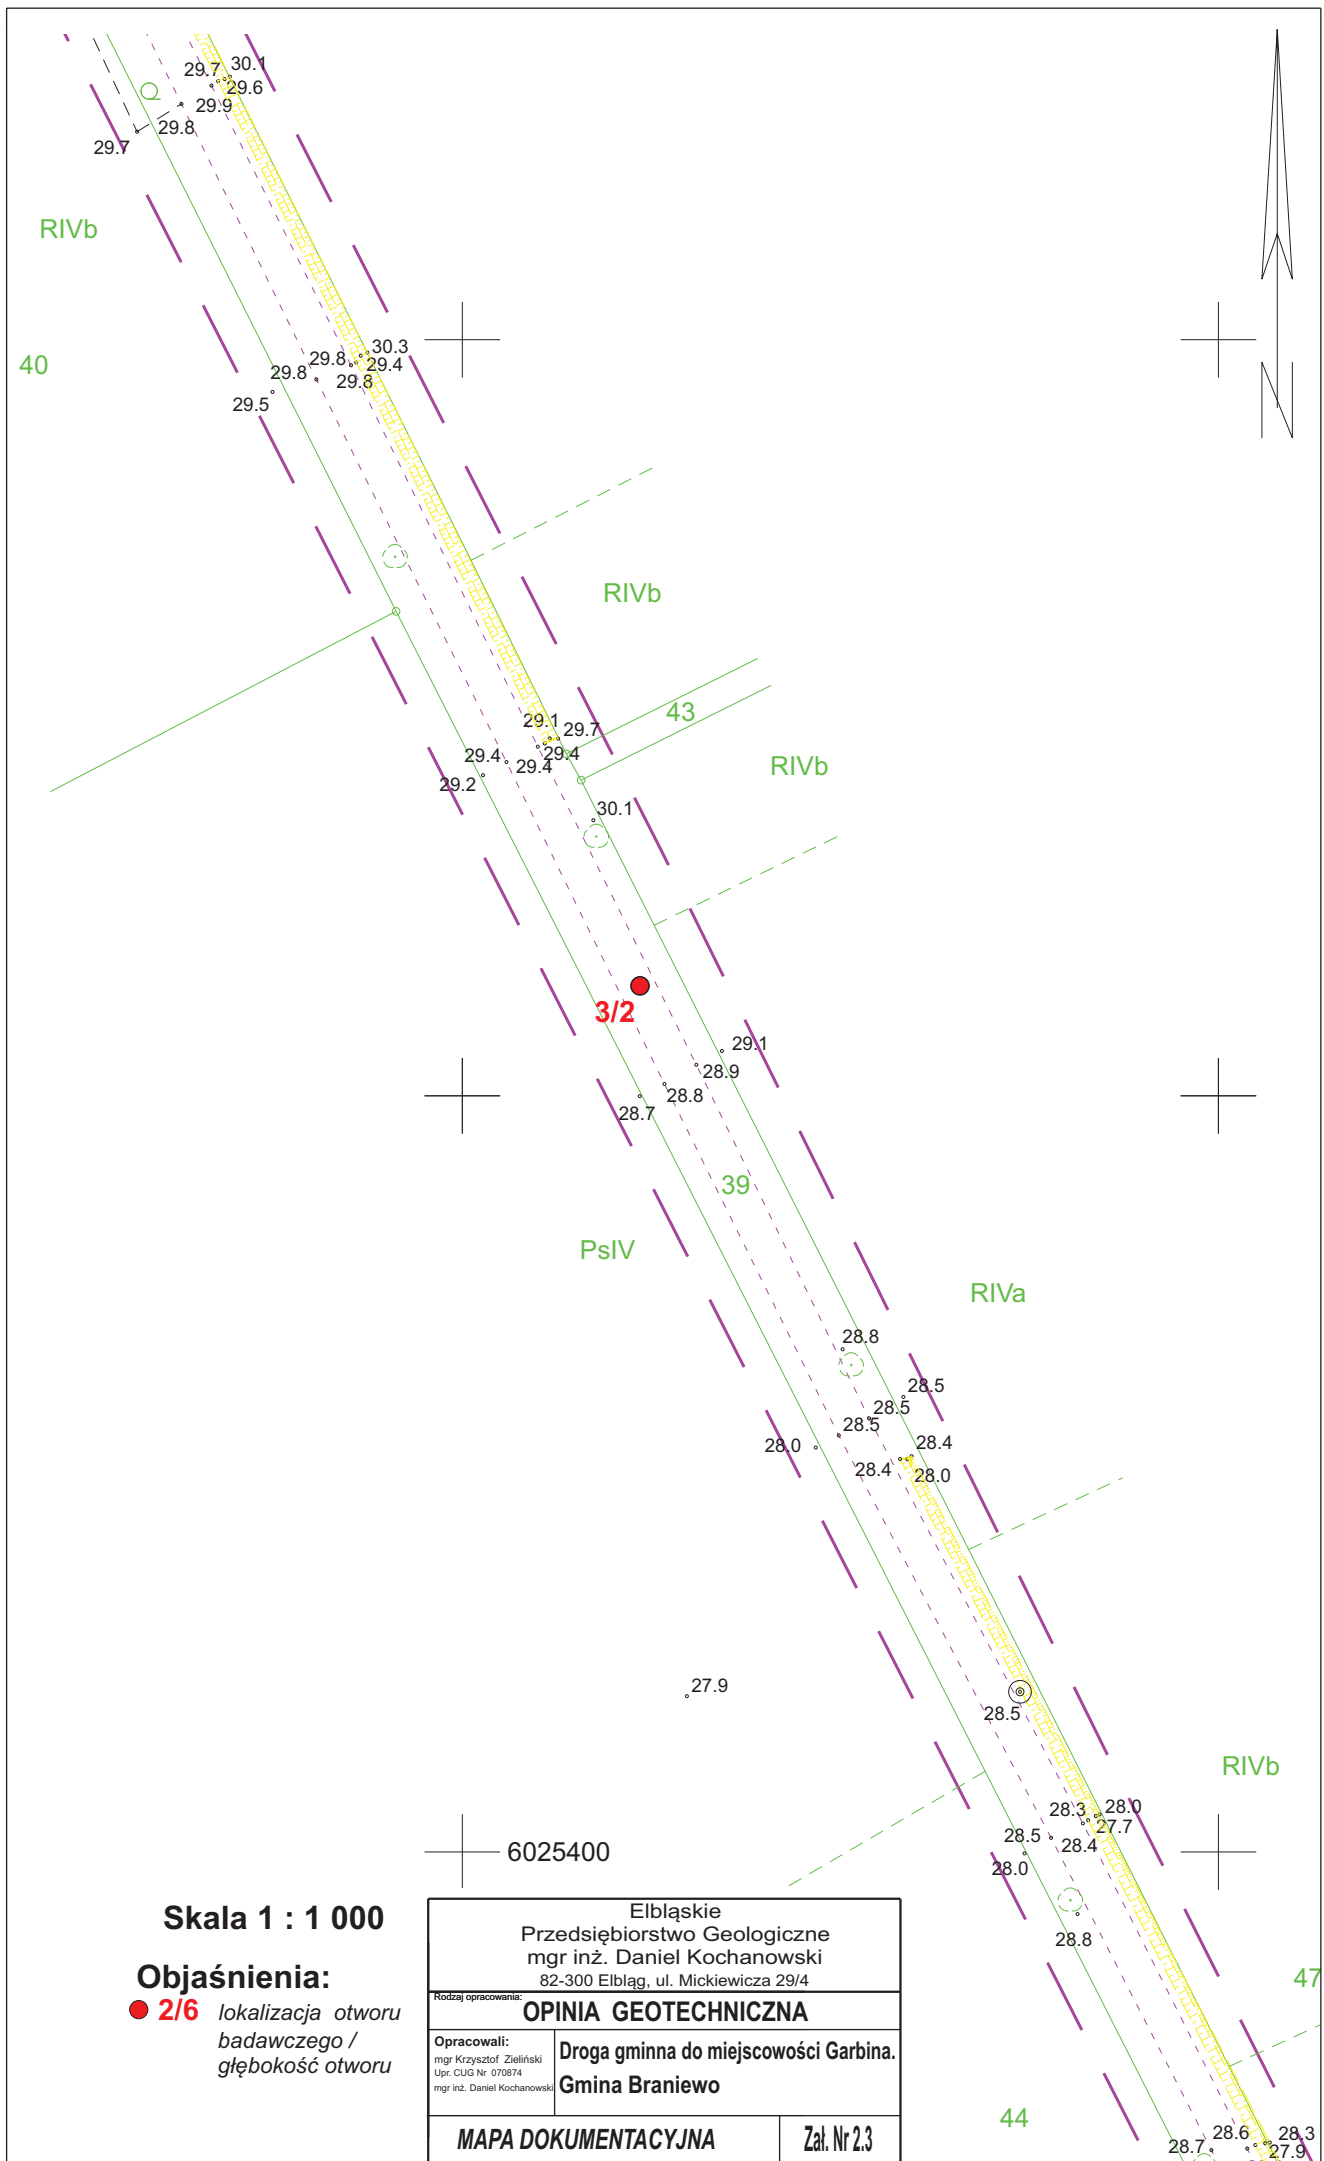 29.7
30.1
29.6
29.9
29.8
29.7
RIVb
40
30.3
29.8
29.4
29.8
29.8
29.5
N
RIVb
43
29.1
29.7
29.4
29.4
29.4
29.2
RIVb
30.1
3/2
29.1
28.9
28.8
28.7
39
PsIV
RIVa
28.8
28.5
28.5
28.5
28.0
28.4
28.4
28.0
27.9
28.5
RIVb
28.0
28.3
27.7
28.5
28.4
28.0
6025400
28.8
47
44
28.6
28.3
28.7
27.9
Skala 1 : 1 000
Objaśnienia:
2/6 lokalizacja otworu
badawczego /
głębokość otworu
Elbląskie
Przedsiębiorstwo Geologiczne
mgr inż. Daniel Kochanowski
82-300 Elbląg, ul. Mickiewicza 29/4
Rodzaj opracowania:
OPINIA GEOTECHNICZNA
Opracowali:
mgr Krzysztof Zieliński
Upr. CUG Nr 070874
mgr inż. Daniel Kochanowski
Droga gminna do miejscowości Garbina.
Gmina Braniewo
MAPA DOKUMENTACYJNA
Zał. Nr 2.3